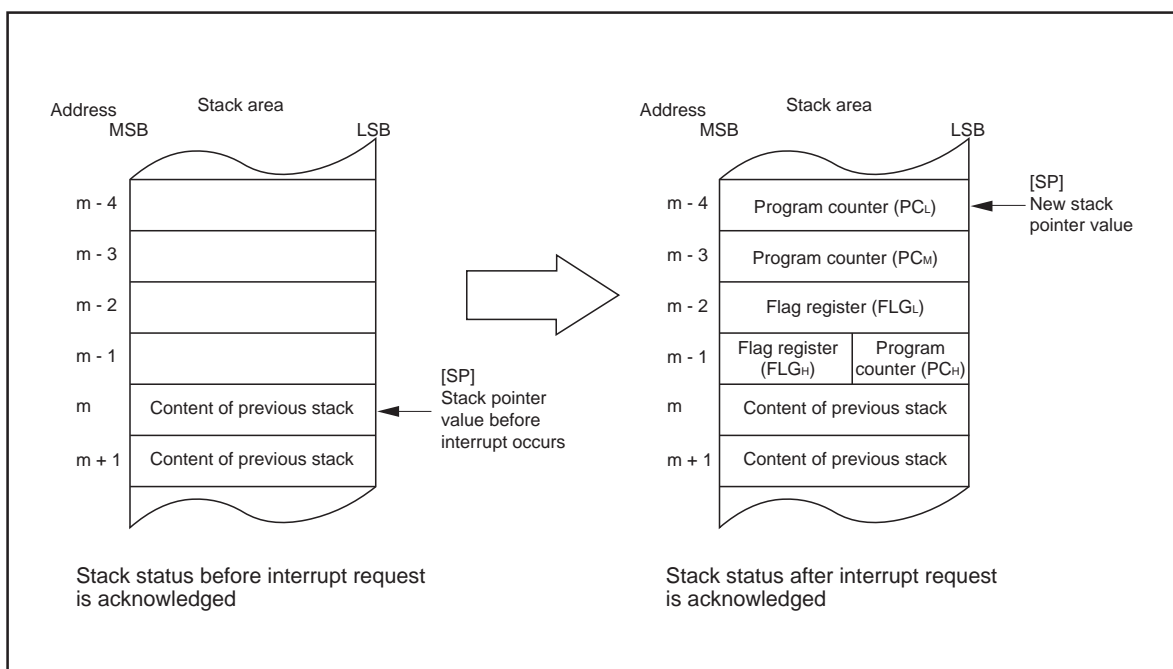 Address
MSB
Stack area
LSB
m - 4
m - 3
m - 2
m - 1
m
Content of previous stack
m + 1
Content of previous stack
[SP]
Stack pointer
value before
interrupt occurs
Stack status before interrupt request
is acknowledged
Address
MSB
Stack area
LSB
m - 4
Program counter (PCL)
m - 3
Program counter (PCM)
m - 2
Flag register (FLGL)
m - 1
Flag register
(FLGH)
Program
counter (PCH)
m
Content of previous stack
m + 1
Content of previous stack
[SP]
New stack
pointer value
Stack status after interrupt request
is acknowledged